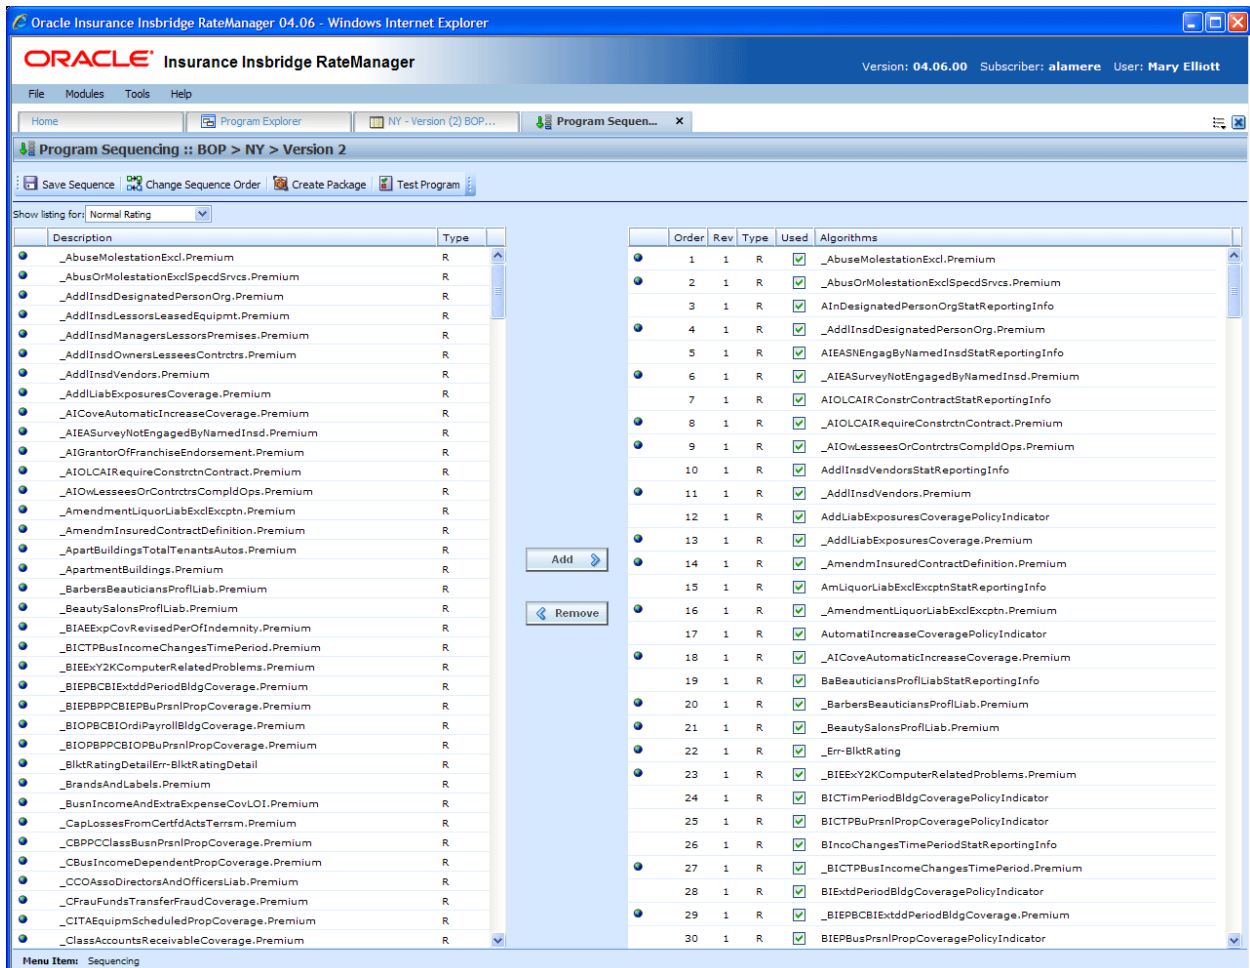 Oracle Insurance Insbridge RateManager 04.06 - Windows Internet Explorer
ORACLE Insurance Insbridge RateManager
Version: 04.06.00 Subscriber: alamere User: Mary Elliott
File Modules Tools Help
Home Program Explorer NY - Version (2) BOP... Program Sequen... x
Program Sequencing :: BOP > NY > Version 2
Save Sequence Change Sequence Order Create Package Test Program
Show listing for: Normal Rating
Description Type
_AbuseMolestationExcl.Premium R
_AbusOrMolestationExclSpecdSrvcs.Premium R
_AddlInsdDesignatedPersonOrg.Premium R
_AddlInsdLessorsLeasedEquipmt.Premium R
_AddlInsdManagersLessorsPremises.Premium R
_AddlInsdOwnersLesseesContrctrs.Premium R
_AddlInsdVendors.Premium R
_AddlLiabExposuresCoverage.Premium R
_AICoveAutomaticIncreaseCoverage.Premium R
_AIEASurveyNotEngagedByNamedInsd.Premium R
_AIGrantorOfFranchiseEndorsement.Premium R
_AIOLCAIRequireConstrctnContract.Premium R
_AIOwLesseesOrContrctrsCompldOps.Premium R
_AmendmentLiquorLiabExclExcptn.Premium R
_AmendmInsuredContractDefinition.Premium R
_ApartBuildingsTotalTenantsAutos.Premium R
_ApartmentBuildings.Premium R
_BarbersBeauticiansProflLiab.Premium R
_BeautySalonsProflLiab.Premium R
_BIAEExpCovRevisedPerOfIndemnity.Premium R
_BICTPBusIncomeChangesTimePeriod.Premium R
_BIEExY2KComputerRelatedProblems.Premium R
_BIEPBCBIExtddPeriodBldgCoverage.Premium R
_BIEPBPPCBIEPBuPrsnlPropCoverage.Premium R
_BIOPBCBIOrdiPayrollBldgCoverage.Premium R
_BIOPBPPCBIOPBuPrsnlPropCoverage.Premium R
_BlktRatingDetailErr-BlktRatingDetail R
_BrandsAndLabels.Premium R
_BusnIncomeAndExtraExpenseCovLOI.Premium R
_CapLossesFromCertfdActsTerrsm.Premium R
_CBPPCClassBusnPrsnlPropCoverage.Premium R
_CBusIncomeDependentPropCoverage.Premium R
_CCOAssoDirectorsAndOfficersLiab.Premium R
_CFrauFundsTransferFraudCoverage.Premium R
_CITAEquipmScheduledPropCoverage.Premium R
_ClassAccountsReceivableCoverage.Premium R
Add
Remove
Order Rev Type Used Algorithms
1 1 R _AbuseMolestationExcl.Premium
2 1 R _AbusOrMolestationExclSpecdSrvcs.Premium
3 1 R AInDesignatedPersonOrgStatReportingInfo
4 1 R _AddlInsdDesignatedPersonOrg.Premium
5 1 R AIEASNEngagByNamedInsdStatReportingInfo
6 1 R _AIEASurveyNotEngagedByNamedInsd.Premium
7 1 R AIOLCAIRConstrContractStatReportingInfo
8 1 R _AIOLCAIRequireConstrctnContract.Premium
9 1 R _AIOwLesseesOrContrctrsCompldOps.Premium
10 1 R AddlInsdVendorsStatReportingInfo
11 1 R _AddlInsdVendors.Premium
12 1 R AddLiabExposuresCoveragePolicyIndicator
13 1 R _AddlLiabExposuresCoverage.Premium
14 1 R _AmendmInsuredContractDefinition.Premium
15 1 R AmLiquorLiabExclExcptnStatReportingInfo
16 1 R _AmendmentLiquorLiabExclExcptn.Premium
17 1 R AutomatiIncreaseCoveragePolicyIndicator
18 1 R _AICoveAutomaticIncreaseCoverage.Premium
19 1 R BaBeauticiansProflLiabStatReportingInfo
20 1 R _BarbersBeauticiansProflLiab.Premium
21 1 R _BeautySalonsProflLiab.Premium
22 1 R _Err-BlktRating
23 1 R _BIEExY2KComputerRelatedProblems.Premium
24 1 R BICTimPeriodBldgCoveragePolicyIndicator
25 1 R BICTPBuPrsnlPropCoveragePolicyIndicator
26 1 R BIncoChangesTimePeriodStatReportingInfo
27 1 R _BICTPBusIncomeChangesTimePeriod.Premium
28 1 R BIExtdPeriodBldgCoveragePolicyIndicator
29 1 R _BIEPBCBIExtddPeriodBldgCoverage.Premium
30 1 R BIEPBusPrsnlPropCoveragePolicyIndicator
Menu Item: Sequencing